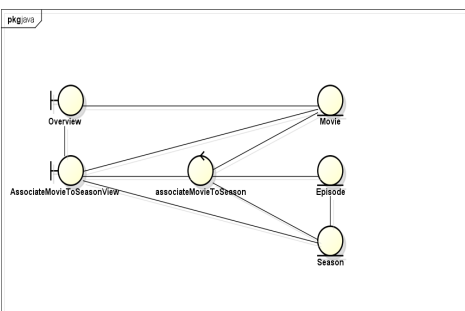 pkg java
Overview
Movie
AssociateMovieToSeasonView
associateMovieToSeason
Episode
Season